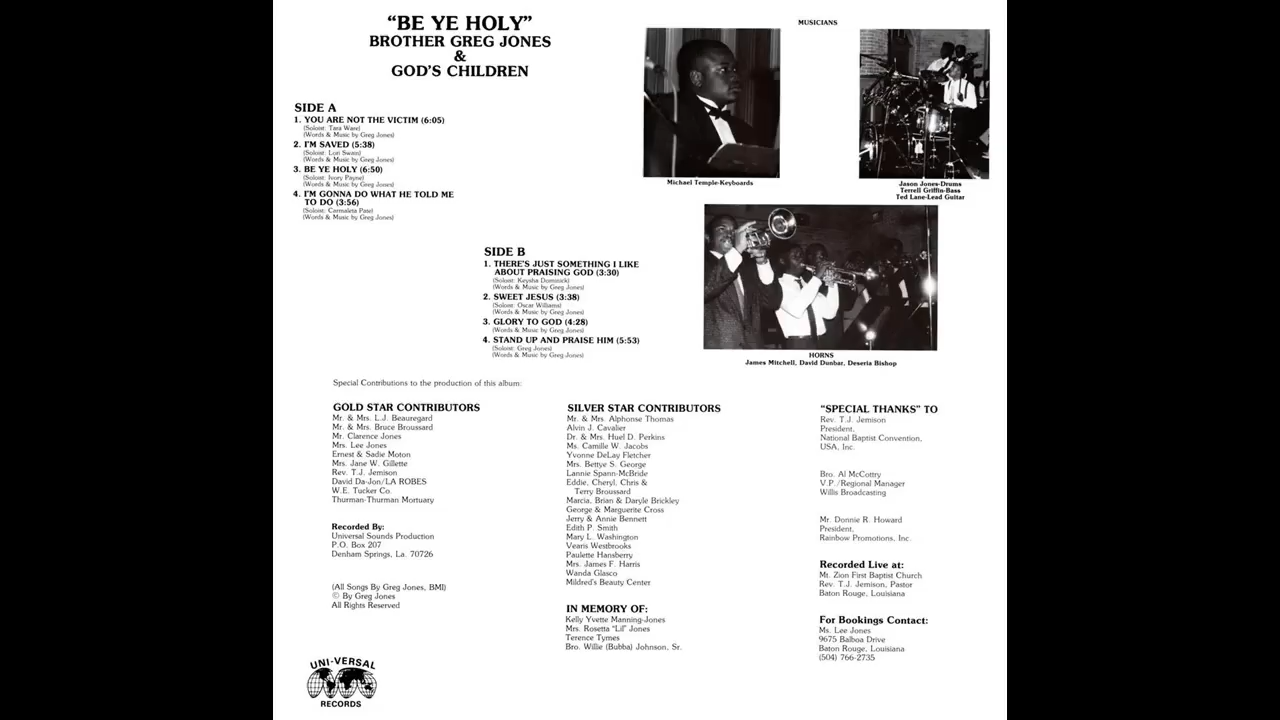 "BE YE HOLY"
BROTHER GREG JONES
&
GOD'S CHILDREN
SIDE A
1. YOU ARE NOT THE VICTIM (6:05)
(Soloist: Tara Ware)
(Words & Music by Greg Jones)
2. I'M SAVED (5:38)
(Soloist: Lori Swain)
(Words & Music by Greg Jones)
3. BE YE HOLY (6:50)
(Soloist: Ivory Payne)
(Words & Music by Greg Jones)
4. I'M GONNA DO WHAT HE TOLD ME
TO DO (3:56)
(Soloist: Carmaleta Pate)
(Words & Music by Greg Jones)
SIDE B
1. THERE'S JUST SOMETHING I LIKE
ABOUT PRAISING GOD (3:30)
(Soloist: Keysha Dominick)
(Words & Music by Greg Jones)
2. SWEET JESUS (3:38)
(Soloist: Oscar Williams)
(Words & Music by Greg Jones)
3. GLORY TO GOD (4:28)
(Words & Music by Greg Jones)
4. STAND UP AND PRAISE HIM (5:53)
(Soloist: Greg Jones)
(Words & Music by Greg Jones)
MUSICIANS
Michael Temple-Keyboards
Jason Jones-Drums
Terrell Griffin-Bass
Ted Lane-Lead Guitar
HORNS
James Mitchell, David Dunbar, Deseria Bishop
Special Contributions to the production of this album:
GOLD STAR CONTRIBUTORS
Mr. & Mrs. L.J. Beauregard
Mr. & Mrs. Bruce Broussard
Mr. Clarence Jones
Mrs. Lee Jones
Ernest & Sadie Moton
Mrs. Jane W. Gillette
Rev. T.J. Jemison
David Da-Jon/LA ROBES
W.E. Tucker Co.
Thurman-Thurman Mortuary
Recorded By:
Universal Sounds Production
P.O. Box 207
Denham Springs, La. 70726
(All Songs By Greg Jones, BMI)
© By Greg Jones
All Rights Reserved
UNI-VERSAL
RECORDS
SILVER STAR CONTRIBUTORS
Mr. & Mrs. Alphonse Thomas
Alvin J. Cavalier
Dr. & Mrs. Huel D. Perkins
Ms. Camille W. Jacobs
Yvonne DeLay Fletcher
Mrs. Bettye S. George
Lannie Spann-McBride
Eddie, Cheryl, Chris &
Terry Broussard
Marcia, Brian & Daryle Brickley
George & Marguerite Cross
Jerry & Annie Bennett
Edith P. Smith
Mary L. Washington
Vearis Westbrooks
Paulette Hansberry
Mrs. James F. Harris
Wanda Glasco
Mildred's Beauty Center
IN MEMORY OF:
Kelly Yvette Manning-Jones
Mrs. Rosetta "Lil" Jones
Terence Tymes
Bro. Willie (Bubba) Johnson, Sr.
"SPECIAL THANKS" TO
Rev. T.J. Jemison
President,
National Baptist Convention,
USA, Inc.
Bro. Al McCottry
V.P./Regional Manager
Willis Broadcasting
Mr. Donnie R. Howard
President,
Rainbow Promotions, Inc.
Recorded Live at:
Mt. Zion First Baptist Church
Rev. T.J. Jemison, Pastor
Baton Rouge, Louisiana
For Bookings Contact:
Ms. Lee Jones
9675 Balboa Drive
Baton Rouge, Louisiana
(504) 766-2735